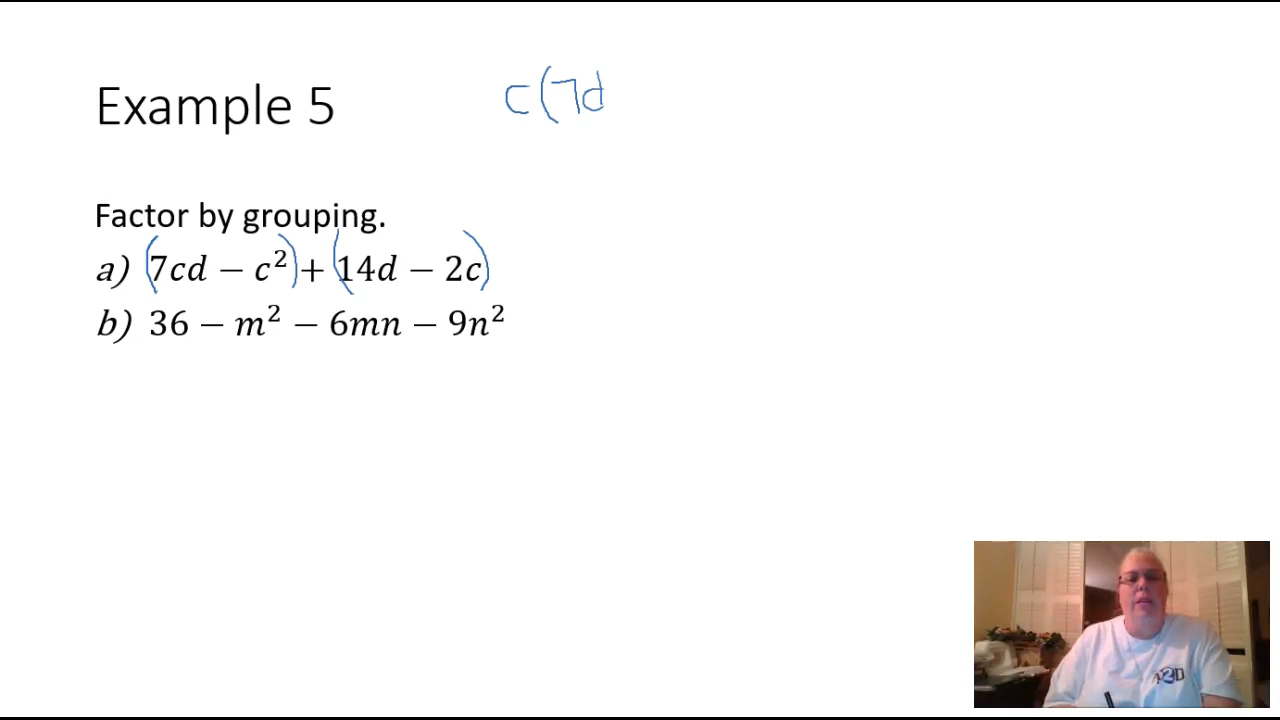 Example 5 c(7d
Factor by grouping.
a) (7cd − c²) + (14d − 2c)
b) 36 − m² − 6mn − 9n²